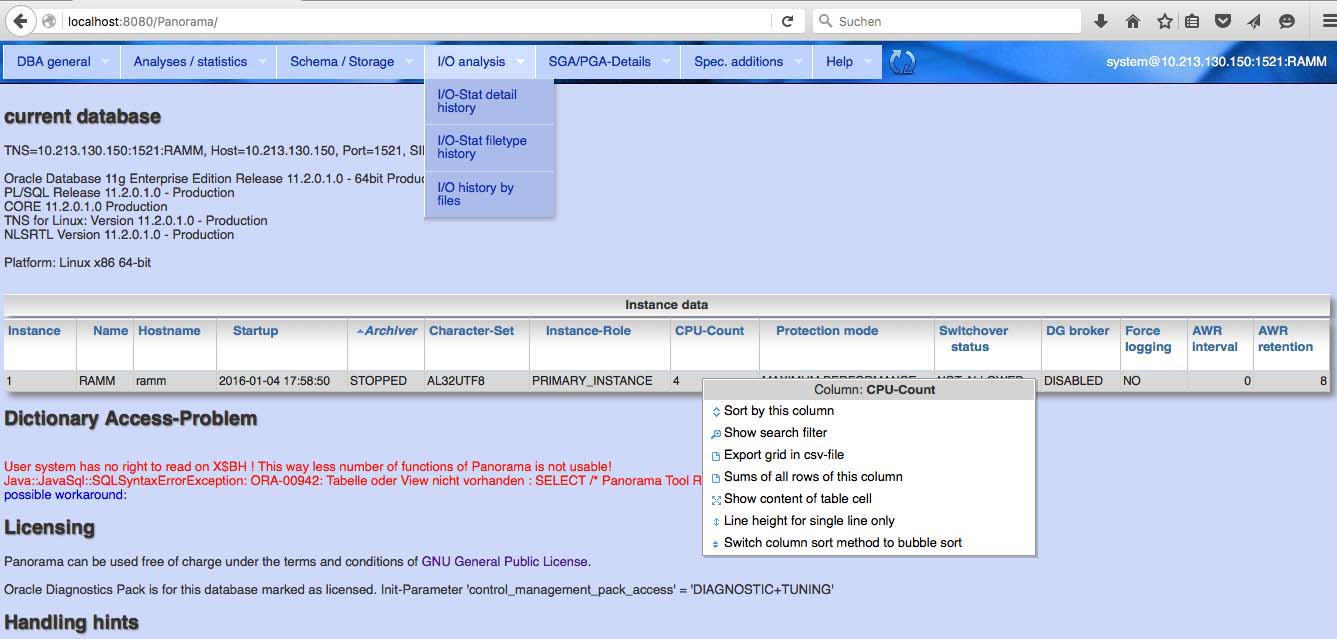 localhost:8080/Panorama/
Suchen
DBA general
Analyses / statistics
Schema / Storage
I/O analysis
SGA/PGA-Details
Spec. additions
Help
system@10.213.130.150:1521:RAMM
I/O-Stat detail
history
I/O-Stat filetype
history
I/O history by
files
current database
TNS=10.213.130.150:1521:RAMM, Host=10.213.130.150, Port=1521,
Oracle Database 11g Enterprise Edition Release 11.2.0.1.0 - 64bit
PL/SQL Release 11.2.0.1.0 - Production
CORE 11.2.0.1.0 Production
TNS for Linux: Version 11.2.0.1.0 - Production
NLSRTL Version 11.2.0.1.0 - Production
Platform: Linux x86 64-bit
Instance data
Instance Name Hostname Startup Archiver Character-Set Instance-Role CPU-Count Protection mode Switchover DG broker Force AWR AWR
status logging interval retention
1 RAMM ramm 2016-01-04 17:58:50 STOPPED AL32UTF8 PRIMARY_INSTANCE 4 MAXIMUM PERFORMANCE NOT ALLOWED DISABLED NO 0 8
Column: CPU-Count
Sort by this column
Show search filter
Export grid in csv-file
Sums of all rows of this column
Show content of table cell
Line height for single line only
Switch column sort method to bubble sort
Dictionary Access-Problem
User system has no right to read on X$BH ! This way less number of functions of Panorama is not usable!
Java::JavaSql::SQLSyntaxErrorException: ORA-00942: Tabelle oder View nicht vorhanden : SELECT /* Panorama Tool R
possible workaround:
Licensing
Panorama can be used free of charge under the terms and conditions of GNU General Public License.
Oracle Diagnostics Pack is for this database marked as licensed. Init-Parameter 'control_management_pack_access' = 'DIAGNOSTIC+TUNING'
Handling hints